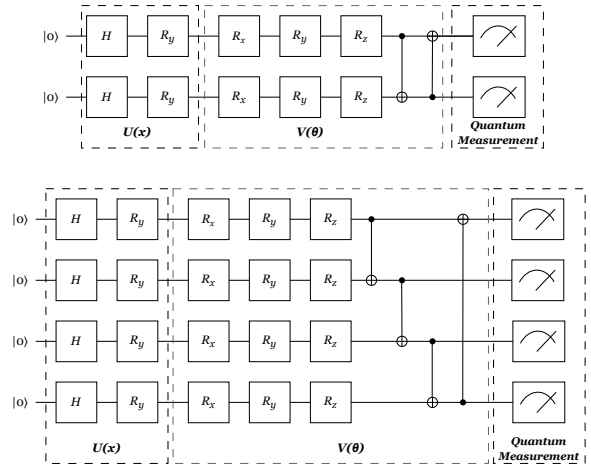 |0⟩ H R_y R_x R_y R_z
|0⟩ H R_y R_x R_y R_z
U(x) V(θ) Quantum
Measurement
|0⟩ H R_y R_x R_y R_z
|0⟩ H R_y R_x R_y R_z
|0⟩ H R_y R_x R_y R_z
|0⟩ H R_y R_x R_y R_z
U(x) V(θ) Quantum
Measurement